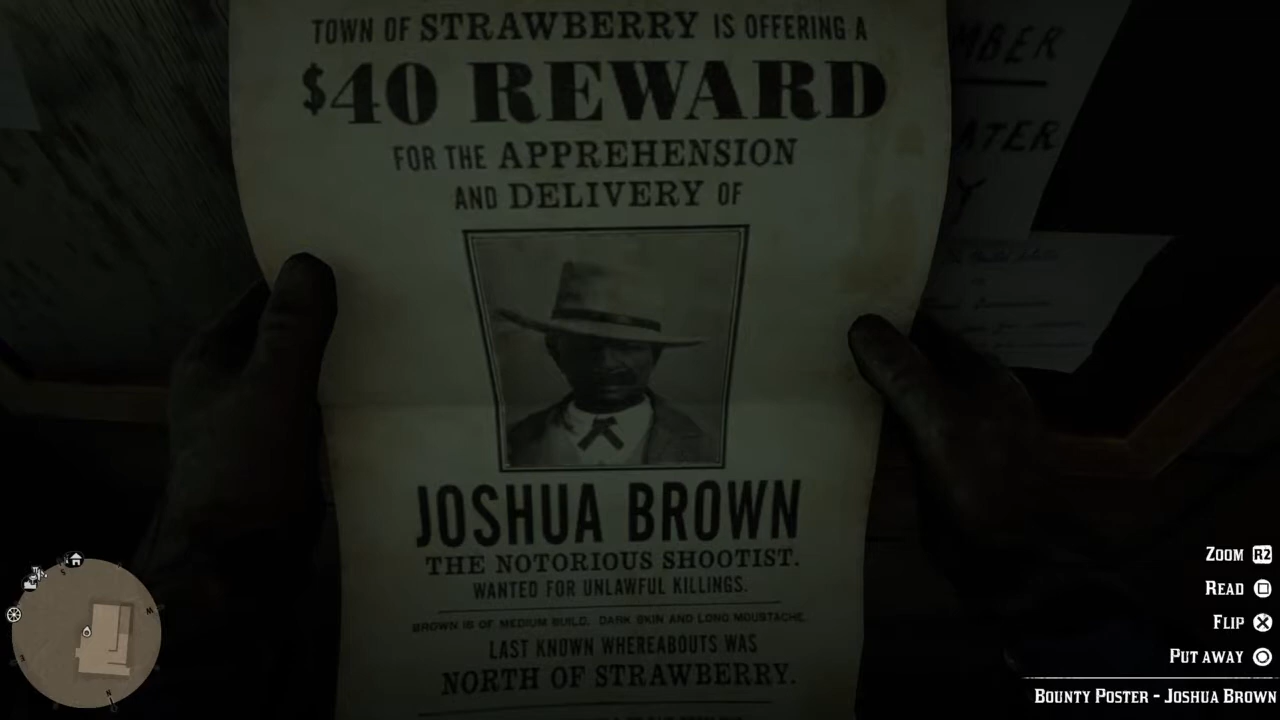 TOWN OF STRAWBERRY IS OFFERING A
$40 REWARD
FOR THE APPREHENSION
AND DELIVERY OF
JOSHUA BROWN
THE NOTORIOUS SHOOTIST.
WANTED FOR UNLAWFUL KILLINGS.
BROWN IS OF MEDIUM BUILD, DARK SKIN AND LONG MOUSTACHE.
LAST KNOWN WHEREABOUTS WAS
NORTH OF STRAWBERRY.
ZOOM R2
READ
FLIP
PUT AWAY
BOUNTY POSTER - JOSHUA BROWN